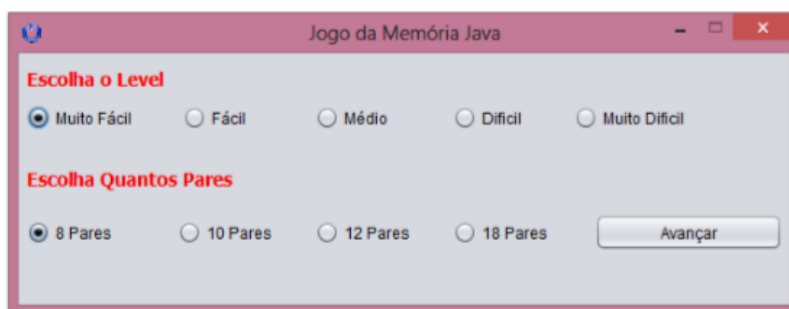 Jogo da Memória Java
Escolha o Level
Muito Fácil Fácil Médio Dificil Muito Dificil
Escolha Quantos Pares
8 Pares 10 Pares 12 Pares 18 Pares Avançar